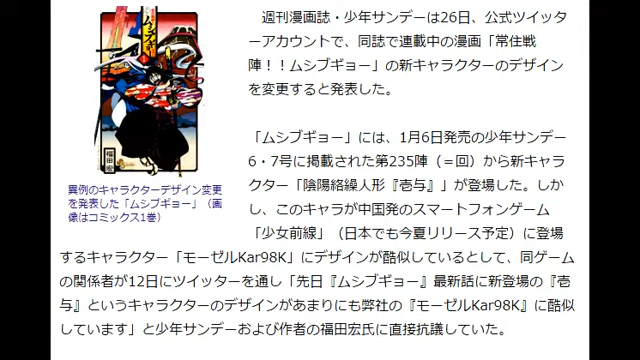 ムシブギョー
福田宏
異例のキャラクターデザイン変更
を発表した「ムシブギョー」（画
像はコミックス1巻）
週刊漫画誌・少年サンデーは26日、公式ツイッタ
ーアカウントで、同誌で連載中の漫画「常住戦
陣！！ムシブギョー」の新キャラクターのデザイン
を変更すると発表した。
「ムシブギョー」には、1月6日発売の少年サンデー
6・7号に掲載された第235陣（＝回）から新キャラ
クター「陰陽絡繰人形『壱与』」が登場した。しか
し、このキャラが中国発のスマートフォンゲーム
「少女前線」（日本でも今夏リリース予定）に登場
するキャラクター「モーゼルKar98K」にデザインが酷似しているとして、同ゲーム
の関係者が12日にツイッターを通し「先日『ムシブギョー』最新話に新登場の『壱
与』というキャラクターのデザインがあまりにも弊社の『モーゼルKar98K』に酷似
しています」と少年サンデーおよび作者の福田宏氏に直接抗議していた。